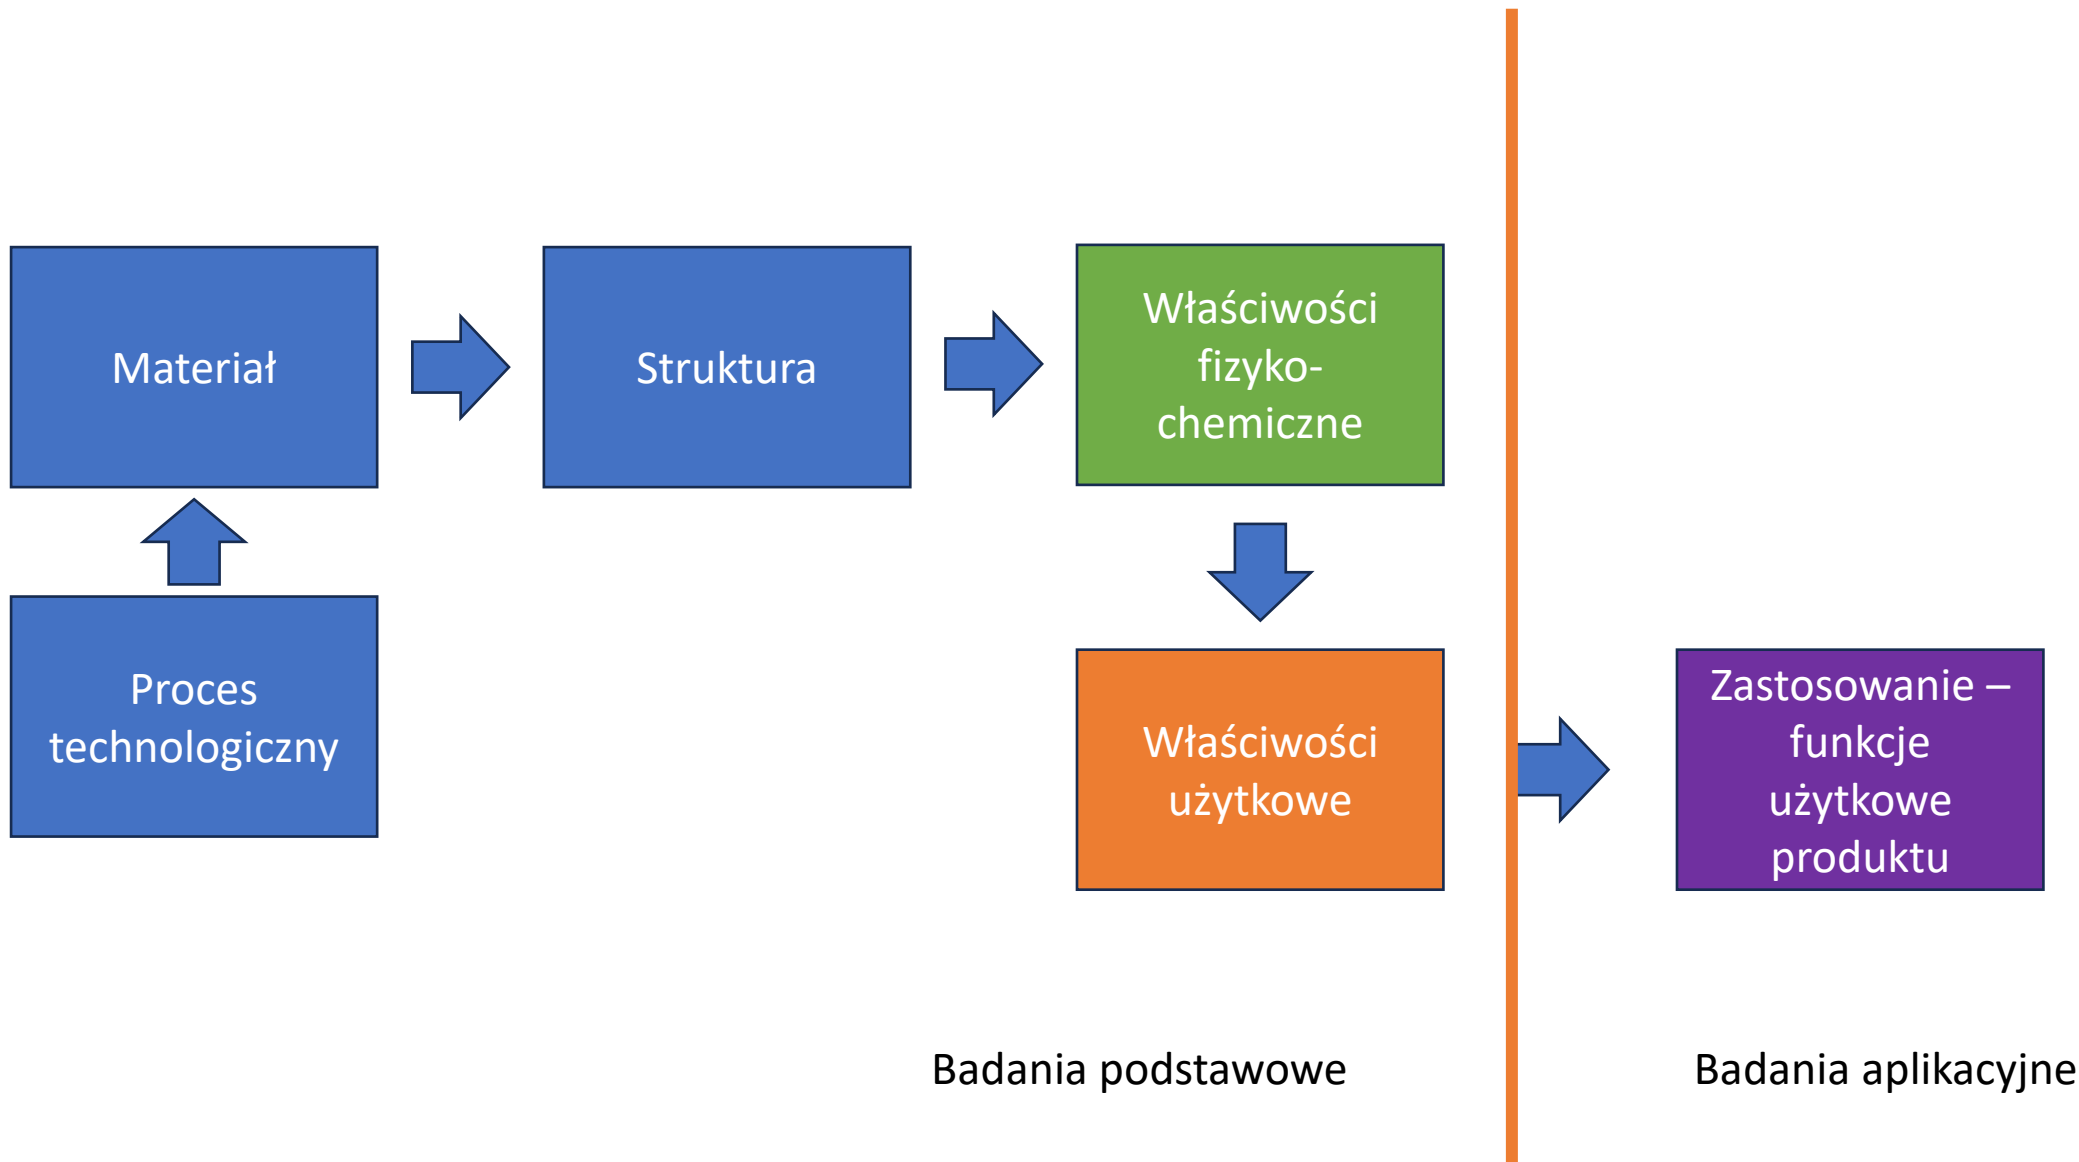 Materiał
Struktura
Właściwości
fizyko-
chemiczne
Proces
technologiczny
Właściwości
użytkowe
Zastosowanie –
funkcje
użytkowe
produktu
Badania podstawowe
Badania aplikacyjne